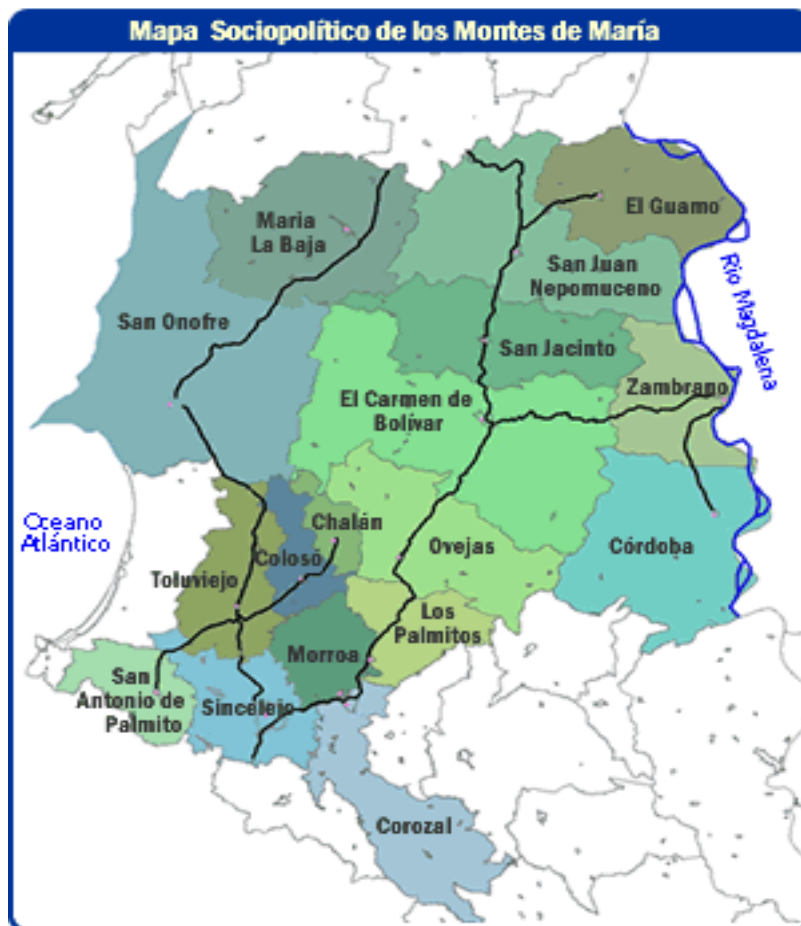 Mapa Sociopolítico de los Montes de María
El Guamo
Maria
La Baja
San Juan
Nepomuceno
Rio Magdalena
San Onofre
San Jacinto
Zambrano
El Carmen de
Bolívar
Oceano
Atlántico
Chalán
Colosó
Ovejas
Córdoba
Toluviejo
Los
Palmitos
Morroa
San
Antonio de
Palmito
Sincelejo
Corozal